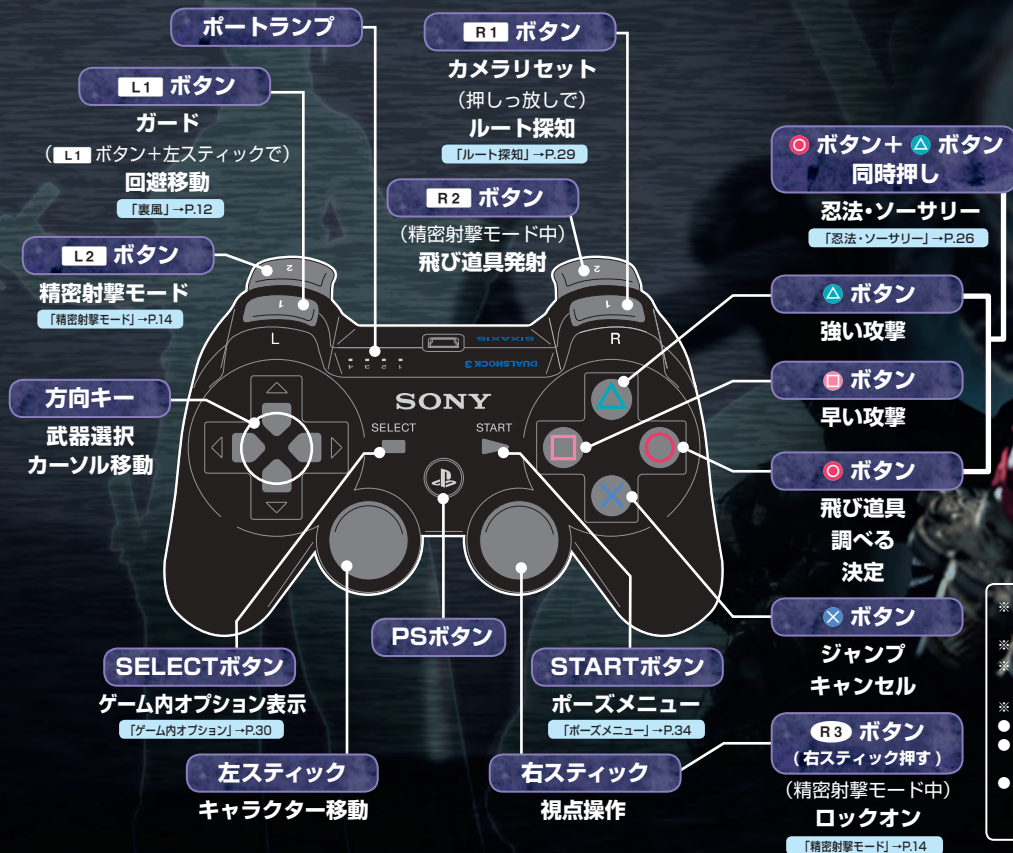 ポートランプ
R1 ボタン
カメラリセット
（押しっ放しで）
ルート探知
「ルート探知」→P.29
L1 ボタン
ガード
（L1 ボタン＋左スティックで）
回避移動
「裏風」→P.12
R2 ボタン
（精密射撃モード中）
飛び道具発射
L2 ボタン
精密射撃モード
「精密射撃モード」→P.14
○ ボタン＋ △ ボタン
同時押し
忍法・ソーサリー
「忍法・ソーサリー」→P.26
△ ボタン
強い攻撃
□ ボタン
早い攻撃
○ ボタン
飛び道具
調べる
決定
× ボタン
ジャンプ
キャンセル
R3 ボタン
（右スティック押す）
（精密射撃モード中）
ロックオン
「精密射撃モード」→P.14
方向キー
武器選択
カーソル移動
2
2
1
1
L
R
SIXAXIS
DUALSHOCK 3
4 3 2 1
SONY
SELECT
START
PSボタン
SELECTボタン
ゲーム内オプション表示
「ゲーム内オプション」→P.30
STARTボタン
ポーズメニュー
「ポーズメニュー」→P.34
左スティック
キャラクター移動
右スティック
視点操作
※
※
※
※
●
●
●